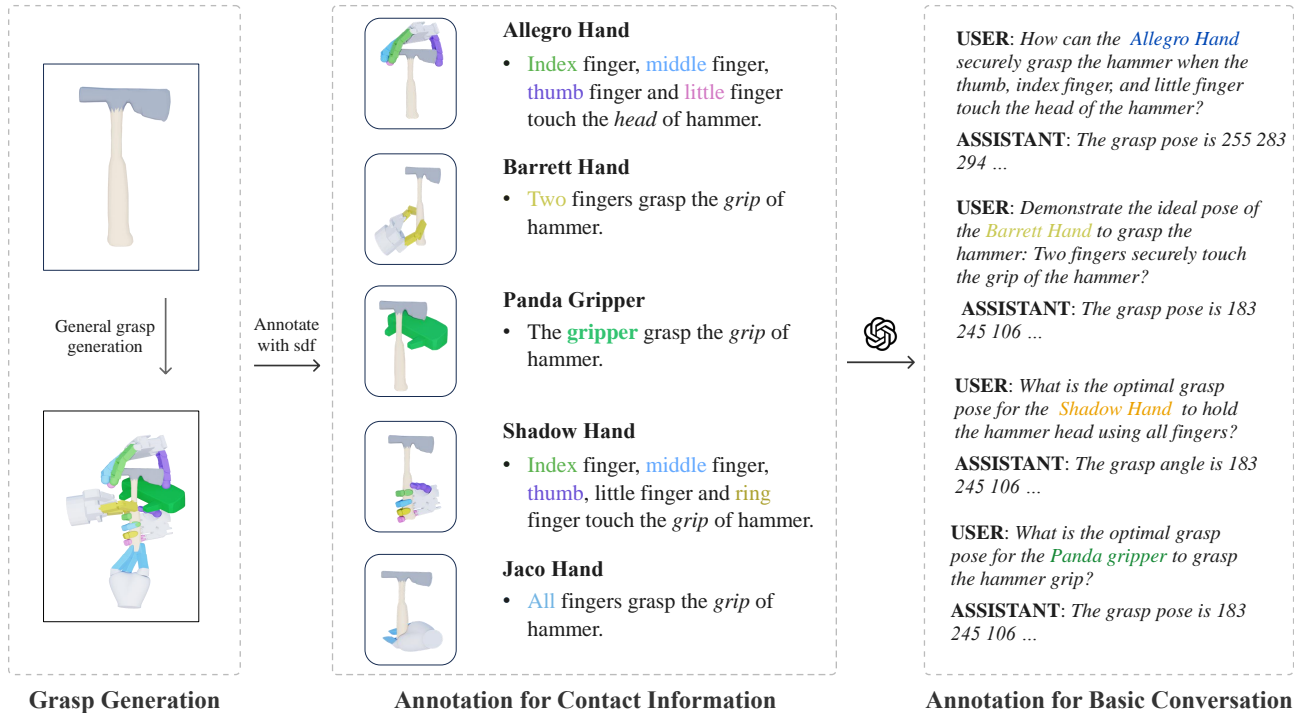 General grasp
generation
Annotate
with sdf
Allegro Hand
• Index finger, middle finger,
thumb finger and little finger
touch the head of hammer.
Barrett Hand
• Two fingers grasp the grip of
hammer.
Panda Gripper
• The gripper grasp the grip of
hammer.
Shadow Hand
• Index finger, middle finger,
thumb, little finger and ring
finger touch the grip of hammer.
Jaco Hand
• All fingers grasp the grip of
hammer.
USER: How can the Allegro Hand
securely grasp the hammer when the
thumb, index finger, and little finger
touch the head of the hammer?
ASSISTANT: The grasp pose is 255 283
294 ...
USER: Demonstrate the ideal pose of
the Barrett Hand to grasp the
hammer: Two fingers securely touch
the grip of the hammer?
ASSISTANT: The grasp pose is 183
245 106 ...
USER: What is the optimal grasp
pose for the Shadow Hand to hold
the hammer head using all fingers?
ASSISTANT: The grasp angle is 183
245 106 ...
USER: What is the optimal grasp
pose for the Panda gripper to grasp
the hammer grip?
ASSISTANT: The grasp pose is 183
245 106 ...
Grasp Generation
Annotation for Contact Information
Annotation for Basic Conversation